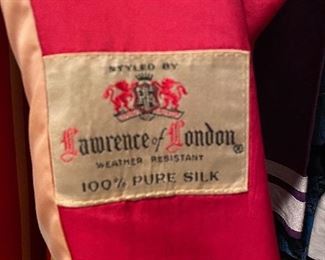 STYLED BY
Lawrence of London®
WEATHER RESISTANT
100% PURE SILK